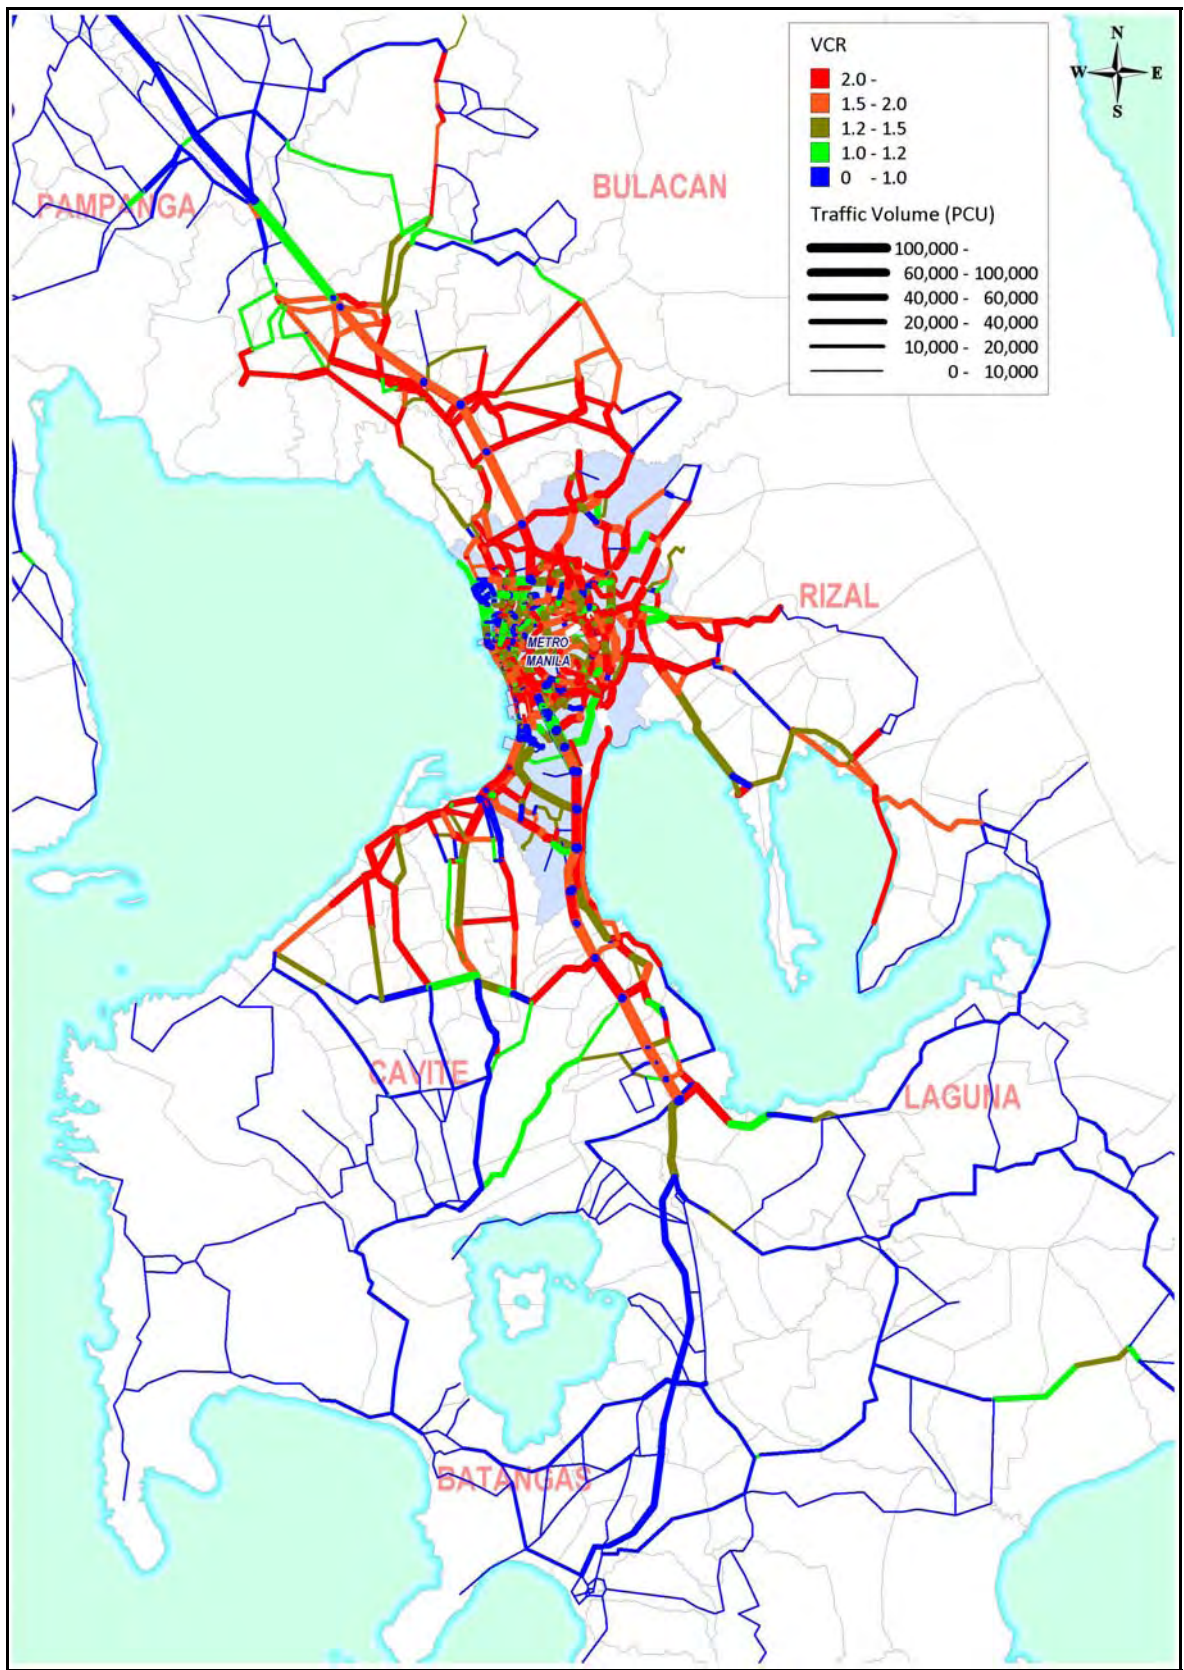 VCR
2.0 -
1.5 - 2.0
1.2 - 1.5
1.0 - 1.2
0 - 1.0
Traffic Volume (PCU)
100,000 -
60,000 - 100,000
40,000 - 60,000
20,000 - 40,000
10,000 - 20,000
0 - 10,000
N
W E
S
BULACAN
PAMPANGA
RIZAL
METRO
MANILA
CAVITE
LAGUNA
BATANGAS